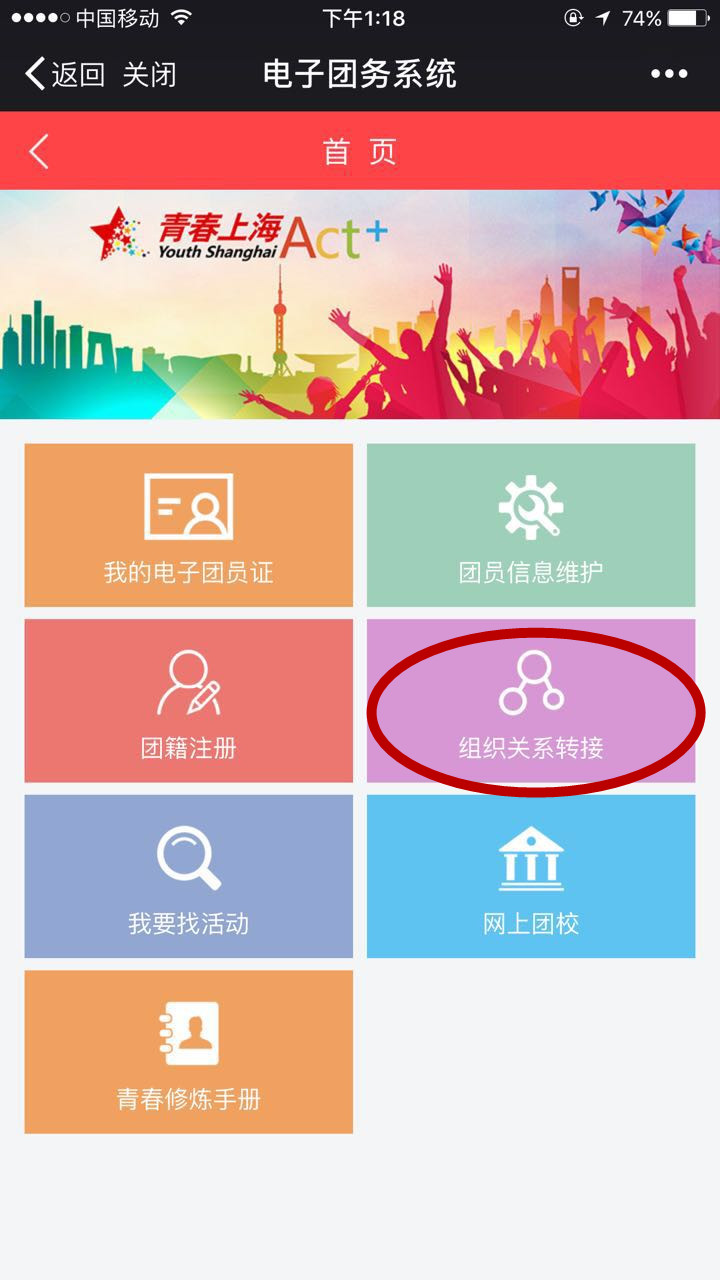 中国移动 下午1:18 74%
返回 关闭 电子团务系统
首 页
青春上海 Act+
Youth Shanghai
我的电子团员证 团员信息维护
团籍注册 组织关系转接
我要找活动 网上团校
青春修炼手册